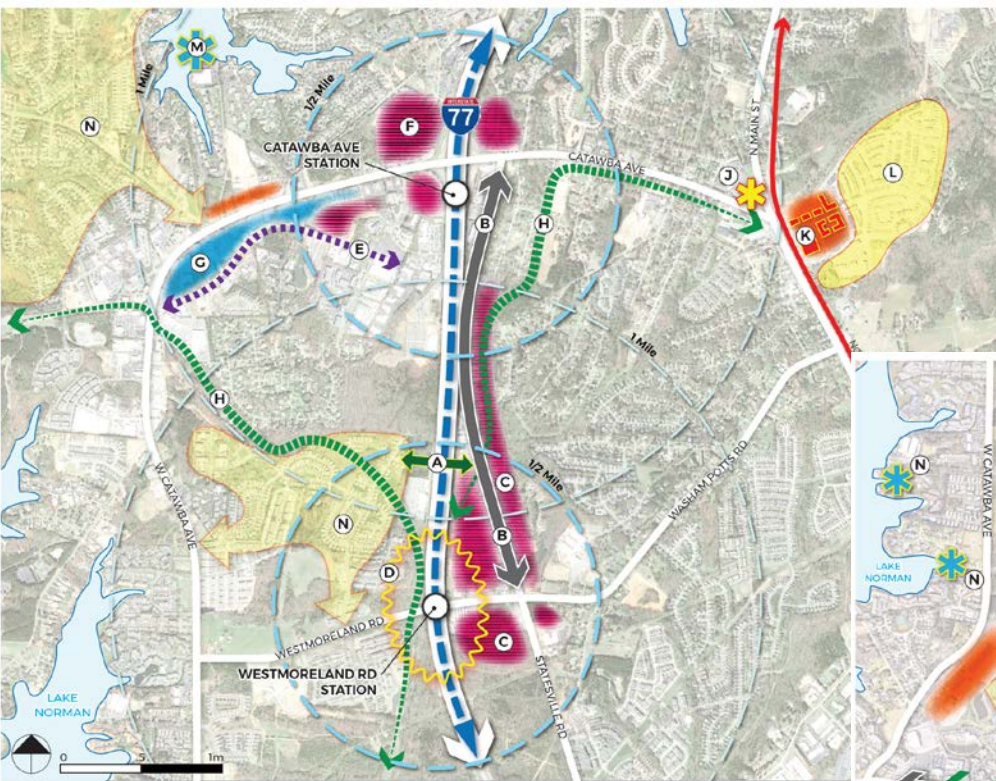 M
1 Mile
1/2 Mile
INTERSTATE
77
N
F
CATAWBA AVE
STATION
CATAWBA AVE
N MAIN ST
J
L
K
B
H
E
G
1 Mile
H
A
1/2 Mile
C
W CATAWBA AVE
WASHAM POTTS RD
N
B
D
WESTMORELAND RD
C
WESTMORELAND RD
STATION
STATESVILLE RD
LAKE
NORMAN
0
.5
1m
N
W CATAWBA AVE
LAKE
NORMAN
N